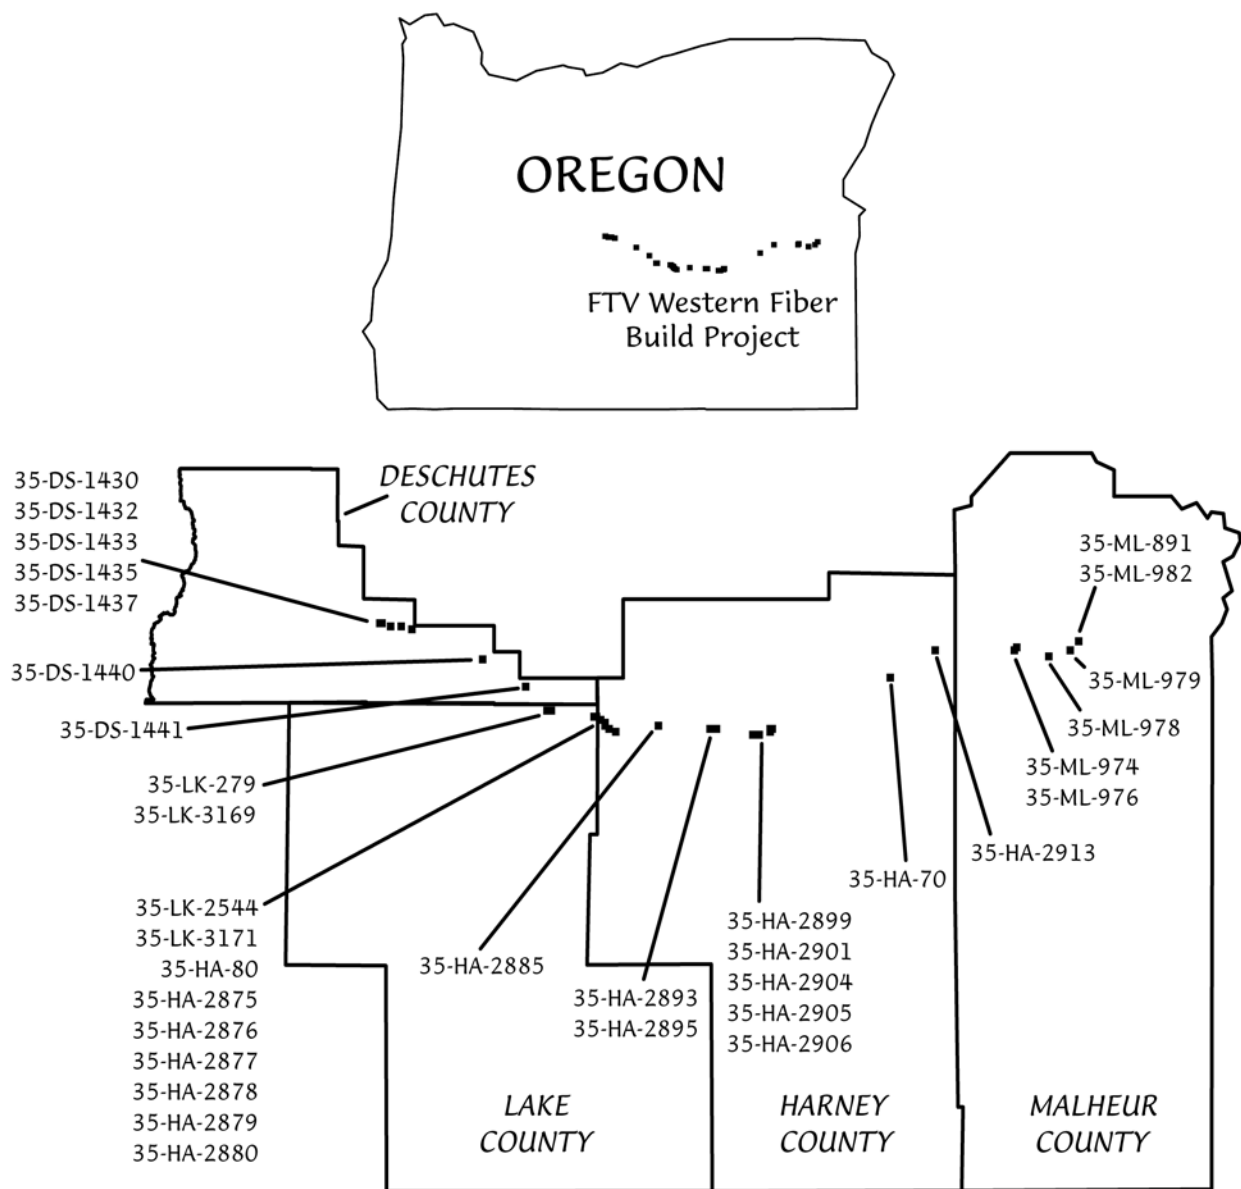 OREGON
FTV Western Fiber
Build Project
DESCHUTES
COUNTY
35-DS-1430
35-DS-1432
35-DS-1433
35-DS-1435
35-DS-1437
35-DS-1440
35-DS-1441
35-LK-279
35-LK-3169
35-LK-2544
35-LK-3171
35-HA-80
35-HA-2875
35-HA-2876
35-HA-2877
35-HA-2878
35-HA-2879
35-HA-2880
35-HA-2885
35-HA-2893
35-HA-2895
35-HA-2899
35-HA-2901
35-HA-2904
35-HA-2905
35-HA-2906
35-HA-70
35-HA-2913
35-ML-891
35-ML-982
35-ML-979
35-ML-978
35-ML-974
35-ML-976
LAKE
COUNTY
HARNEY
COUNTY
MALHEUR
COUNTY